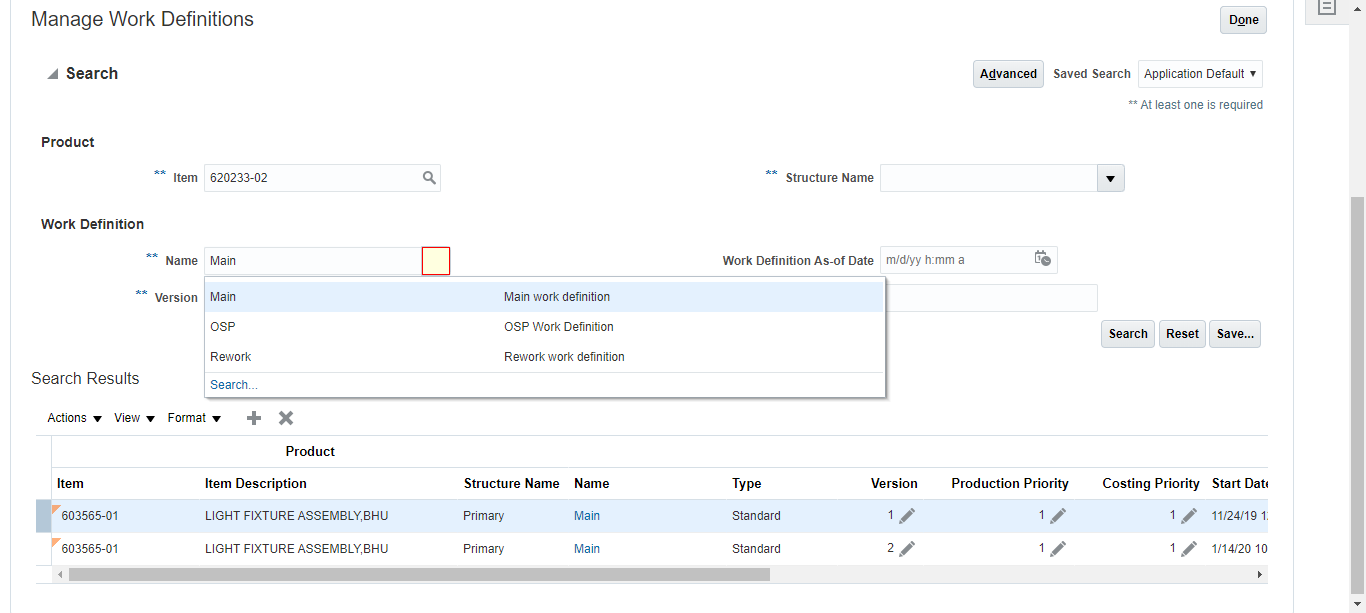 Manage Work Definitions
Done
Search
Advanced Saved Search Application Default
** At least one is required
Product
** Item 620233-02 ** Structure Name
Work Definition
** Name Main Work Definition As-of Date m/d/yy h:mm a
** Version
Main Main work definition
OSP OSP Work Definition
Rework Rework work definition
Search...
Search Reset Save...
Search Results
Actions View Format
Product
Item Item Description Structure Name Name Type Version Production Priority Costing Priority Start Date
603565-01 LIGHT FIXTURE ASSEMBLY,BHU Primary Main Standard 1 1 1 11/24/19
603565-01 LIGHT FIXTURE ASSEMBLY,BHU Primary Main Standard 2 1 1 1/14/20 10